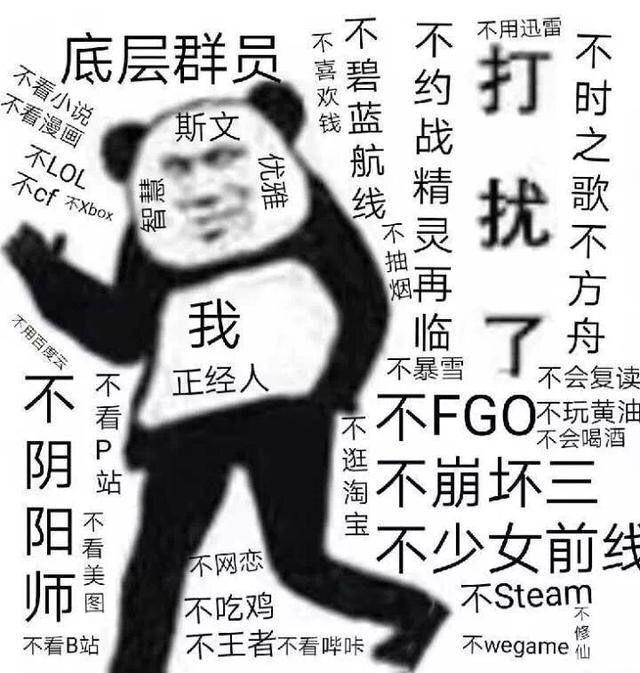 底层群员
不看小说
不看漫画
不LOL
不cf
不Xbox
斯文
智慧
优雅
不喜欢钱
不碧蓝航线
不约战精灵再临
不用迅雷
打扰了
不时之歌不方舟
不抽烟
我
正经人
不用百度云
不暴雪
不会复读
不阴阳师
不看P站
不看美图
不逛淘宝
不FGO
不玩黄油
不会喝酒
不崩坏三
不少女前线
不网恋
不吃鸡
不Steam
不修仙
不看B站
不王者
不看哔咔
不wegame